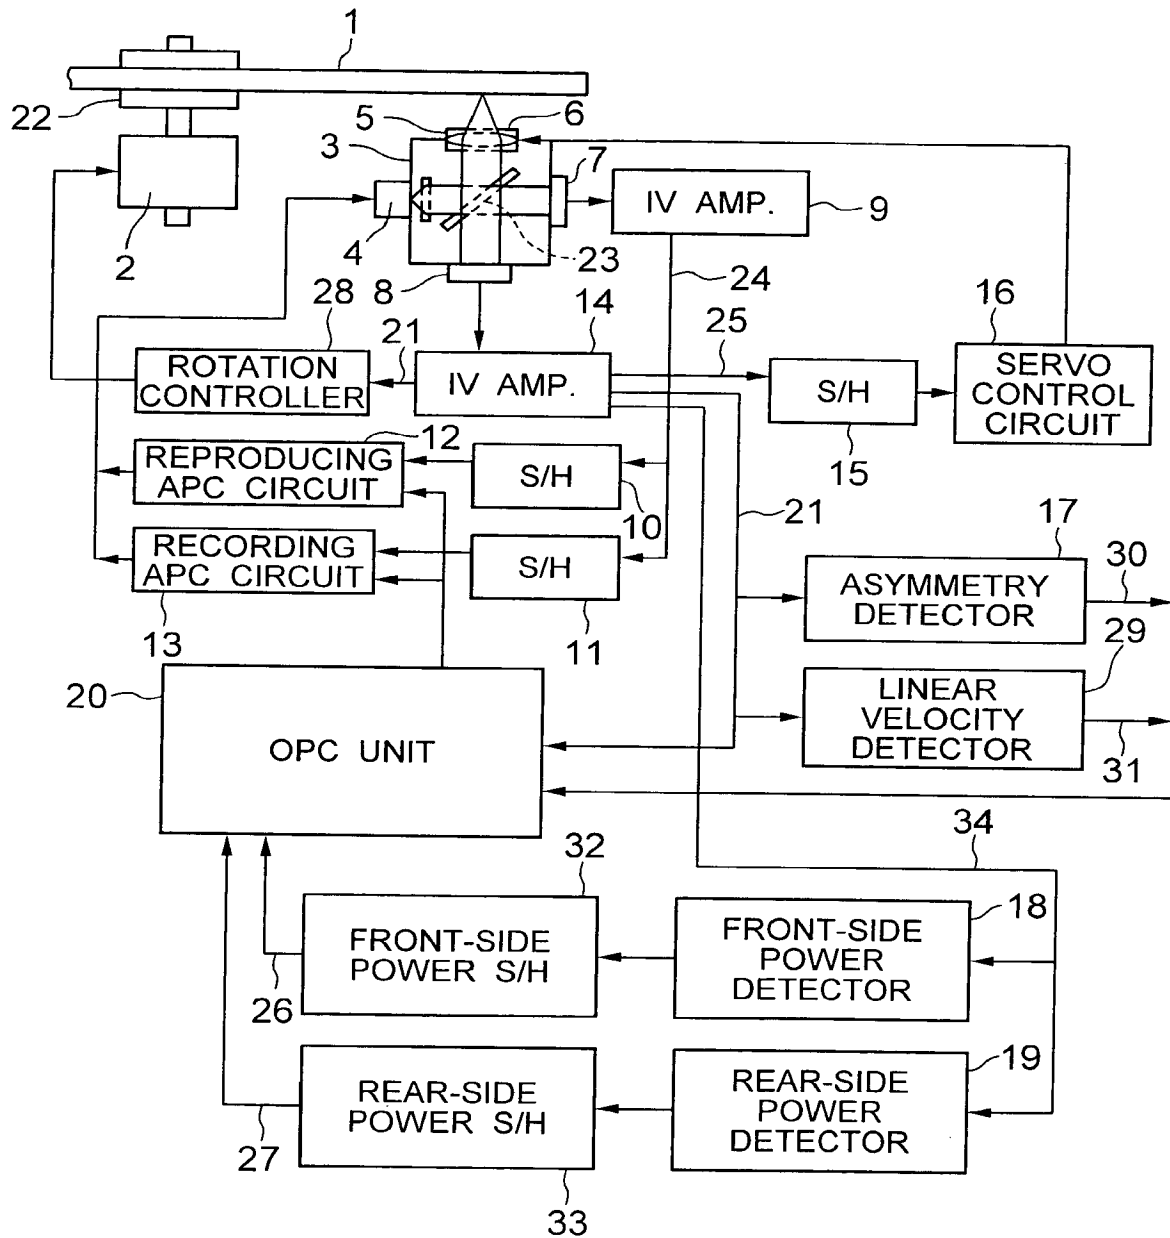 1
22
5
6
3
7
IV AMP.
9
2
4
23
8
24
28
21
14
25
16
ROTATION
CONTROLLER
IV AMP.
S/H
SERVO
CONTROL
CIRCUIT
12
15
REPRODUCING
APC CIRCUIT
S/H
10
21
17
RECORDING
APC CIRCUIT
S/H
ASYMMETRY
DETECTOR
30
13
11
29
20
OPC UNIT
LINEAR
VELOCITY
DETECTOR
31
34
32
18
FRONT-SIDE
POWER S/H
FRONT-SIDE
POWER
DETECTOR
26
19
REAR-SIDE
POWER S/H
REAR-SIDE
POWER
DETECTOR
27
33